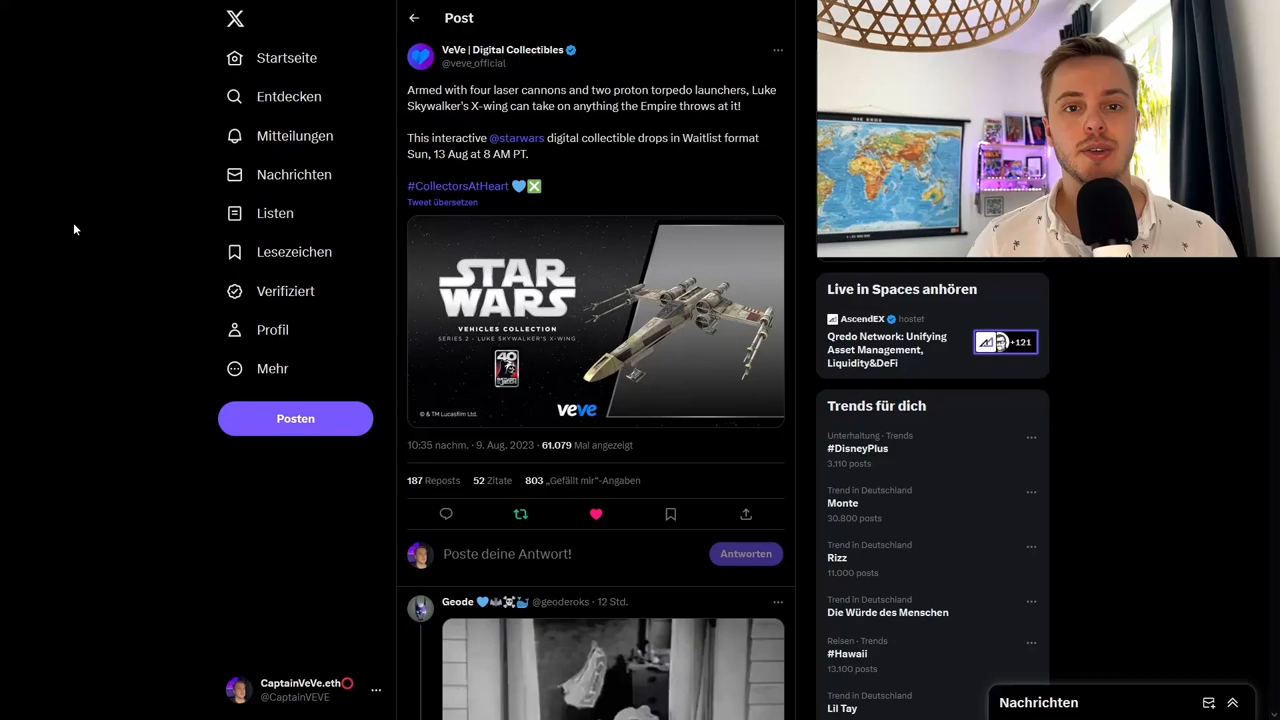 Startseite
Entdecken
Mitteilungen
Nachrichten
Listen
Lesezeichen
Verifiziert
Profil
Mehr
Posten
CaptainVeVe.eth
@CaptainVEVE
Post
VeVe | Digital Collectibles
@veve_official
Armed with four laser cannons and two proton torpedo launchers, Luke
Skywalker's X-wing can take on anything the Empire throws at it!
This interactive @starwars digital collectible drops in Waitlist format
Sun, 13 Aug at 8 AM PT.
#CollectorsAtHeart 💙❎
Tweet übersetzen
STAR
WARS
VEHICLES COLLECTION
SERIES 2 - LUKE SKYWALKER'S X-WING
40
© & TM Lucasfilm Ltd.
veve
10:35 nachm. · 9. Aug. 2023 · 61.079 Mal angezeigt
187 Reposts 52 Zitate 803 „Gefällt mir“-Angaben
Poste deine Antwort!
Antworten
Geode @geoderoks · 12 Std.
Live in Spaces anhören
AscendEX hostet
Qredo Network: Unifying
Asset Management,
Liquidity&DeFi
+121
Trends für dich
Unterhaltung · Trends
#DisneyPlus
3.110 posts
Trend in Deutschland
Monte
30.800 posts
Trend in Deutschland
Rizz
11.000 posts
Trend in Deutschland
Die Würde des Menschen
Reisen · Trends
#Hawaii
13.100 posts
Trend in Deutschland
Lil Tay
Nachrichten